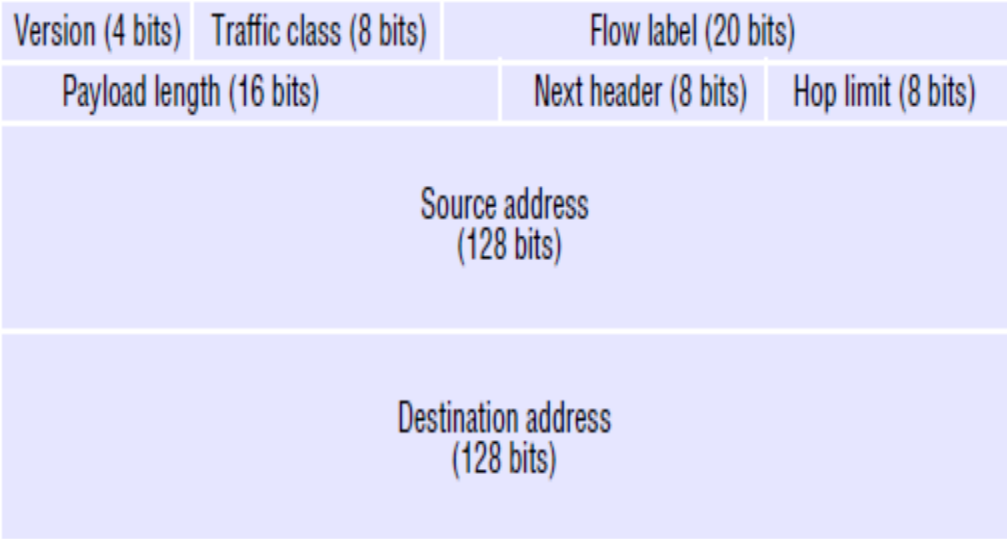 Version (4 bits) Traffic class (8 bits) Flow label (20 bits)
Payload length (16 bits) Next header (8 bits) Hop limit (8 bits)
Source address
(128 bits)
Destination address
(128 bits)